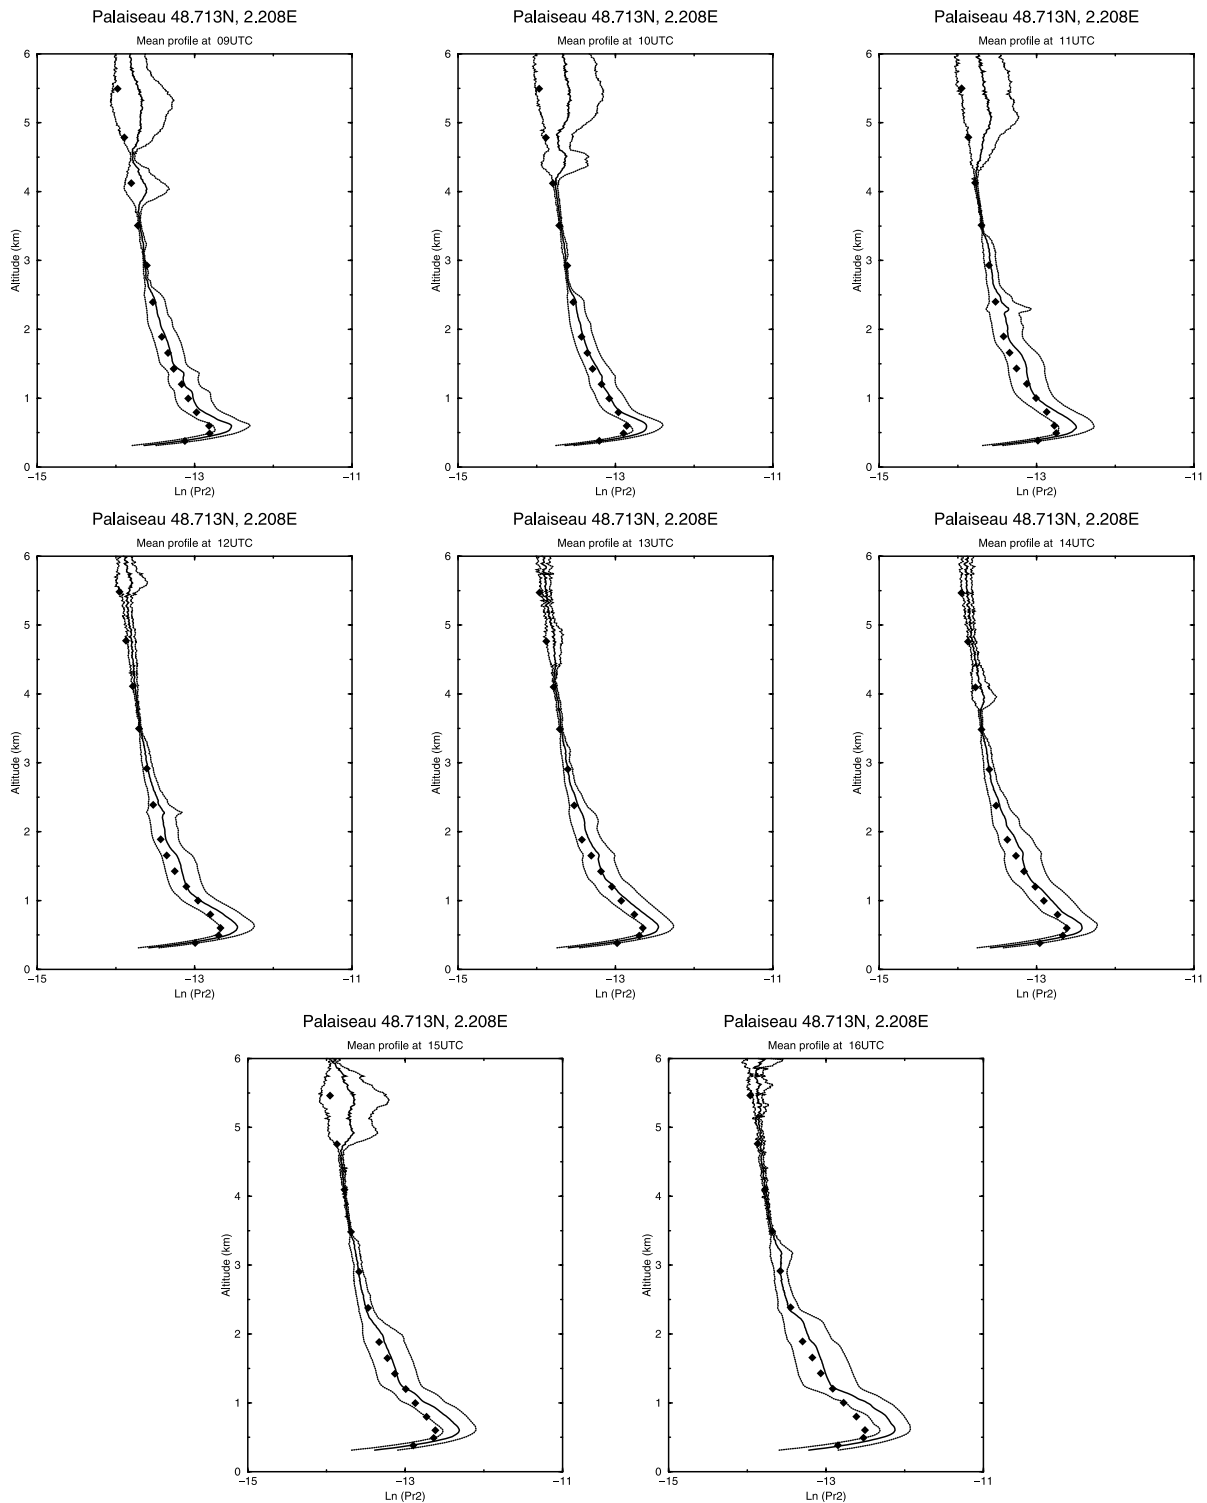 Palaiseau 48.713N, 2.208E
Mean profile at 09UTC
6
5
4
3
2
1
0
Altitude (km)
−15
−13
−11
Ln (Pr2)
Palaiseau 48.713N, 2.208E
Mean profile at 10UTC
6
5
4
3
2
1
0
Altitude (km)
−15
−13
−11
Ln (Pr2)
Palaiseau 48.713N, 2.208E
Mean profile at 11UTC
6
5
4
3
2
1
0
Altitude (km)
−15
−13
−11
Ln (Pr2)
Palaiseau 48.713N, 2.208E
Mean profile at 12UTC
6
5
4
3
2
1
0
Altitude (km)
−15
−13
−11
Ln (Pr2)
Palaiseau 48.713N, 2.208E
Mean profile at 13UTC
6
5
4
3
2
1
0
Altitude (km)
−15
−13
−11
Ln (Pr2)
Palaiseau 48.713N, 2.208E
Mean profile at 14UTC
6
5
4
3
2
1
0
Altitude (km)
−15
−13
−11
Ln (Pr2)
Palaiseau 48.713N, 2.208E
Mean profile at 15UTC
6
5
4
3
2
1
0
Altitude (km)
−15
−13
−11
Ln (Pr2)
Palaiseau 48.713N, 2.208E
Mean profile at 16UTC
6
5
4
3
2
1
0
Altitude (km)
−15
−13
−11
Ln (Pr2)